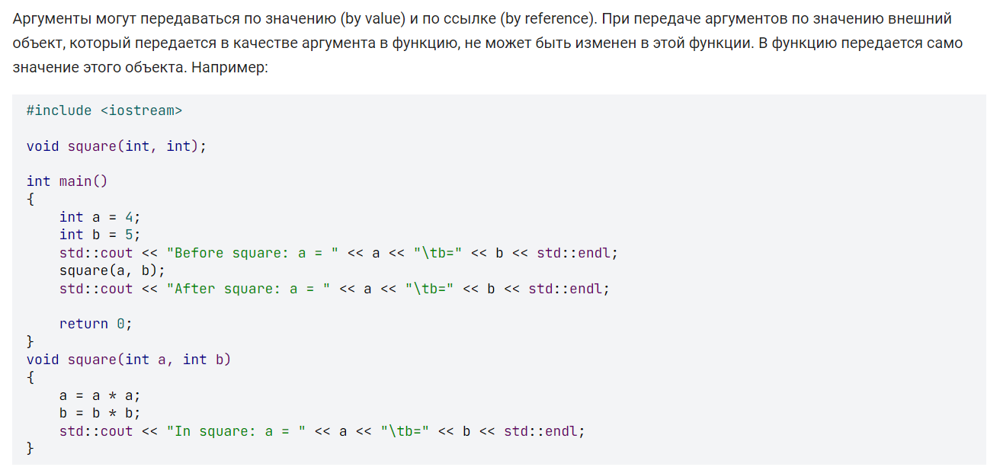 Аргументы могут передаваться по значению (by value) и по ссылке (by reference). При передаче аргументов по значению внешний
объект, который передается в качестве аргумента в функцию, не может быть изменен в этой функции. В функцию передается само
значение этого объекта. Например:
#include <iostream>
void square(int, int);
int main()
{
    int a = 4;
    int b = 5;
    std::cout << "Before square: a = " << a << "\tb=" << b << std::endl;
    square(a, b);
    std::cout << "After square: a = " << a << "\tb=" << b << std::endl;
    return 0;
}
void square(int a, int b)
{
    a = a * a;
    b = b * b;
    std::cout << "In square: a = " << a << "\tb=" << b << std::endl;
}